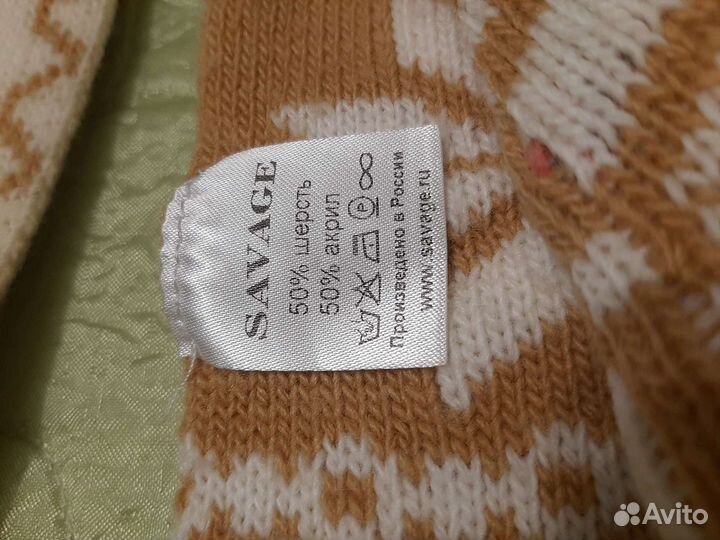 SAVAGE
50% шерсть
50% акрил
Произведено в России
www.savage.ru
Avito